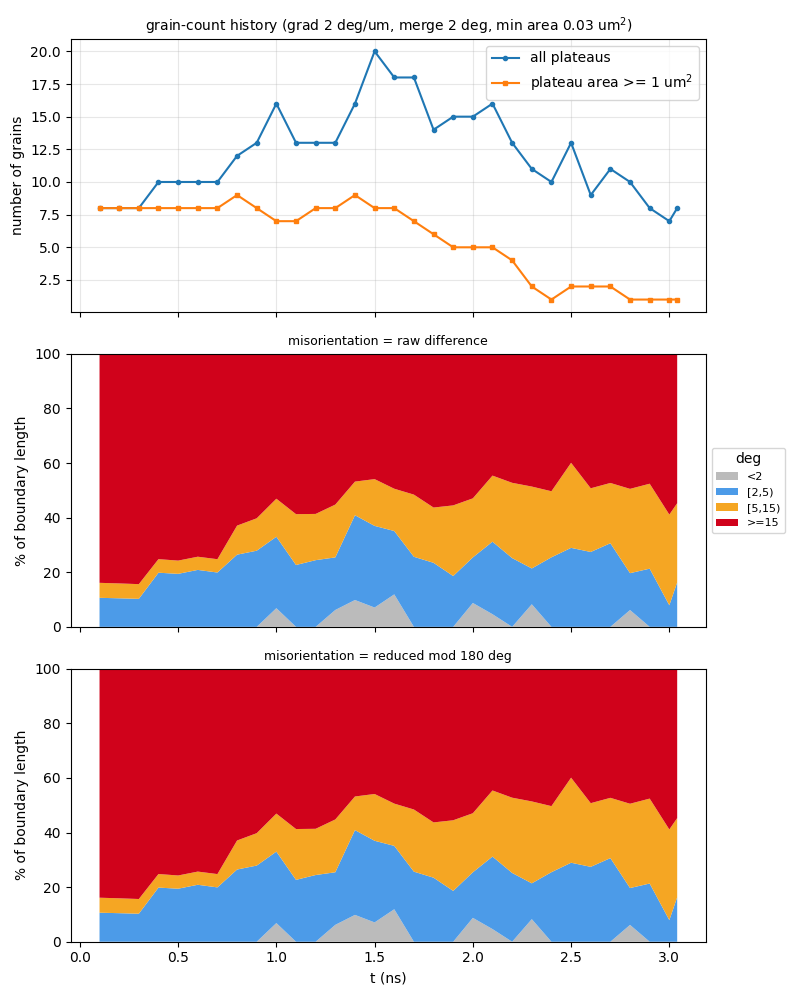 grain-count history (grad 2 deg/um, merge 2 deg, min area 0.03 um²)
20.0
17.5
15.0
12.5
10.0
7.5
5.0
2.5
number of grains
all plateaus
plateau area >= 1 um²
misorientation = raw difference
100
80
60
40
20
0
% of boundary length
deg
<2
[2,5)
[5,15)
>=15
misorientation = reduced mod 180 deg
100
80
60
40
20
0
% of boundary length
0.0 0.5 1.0 1.5 2.0 2.5 3.0
t (ns)